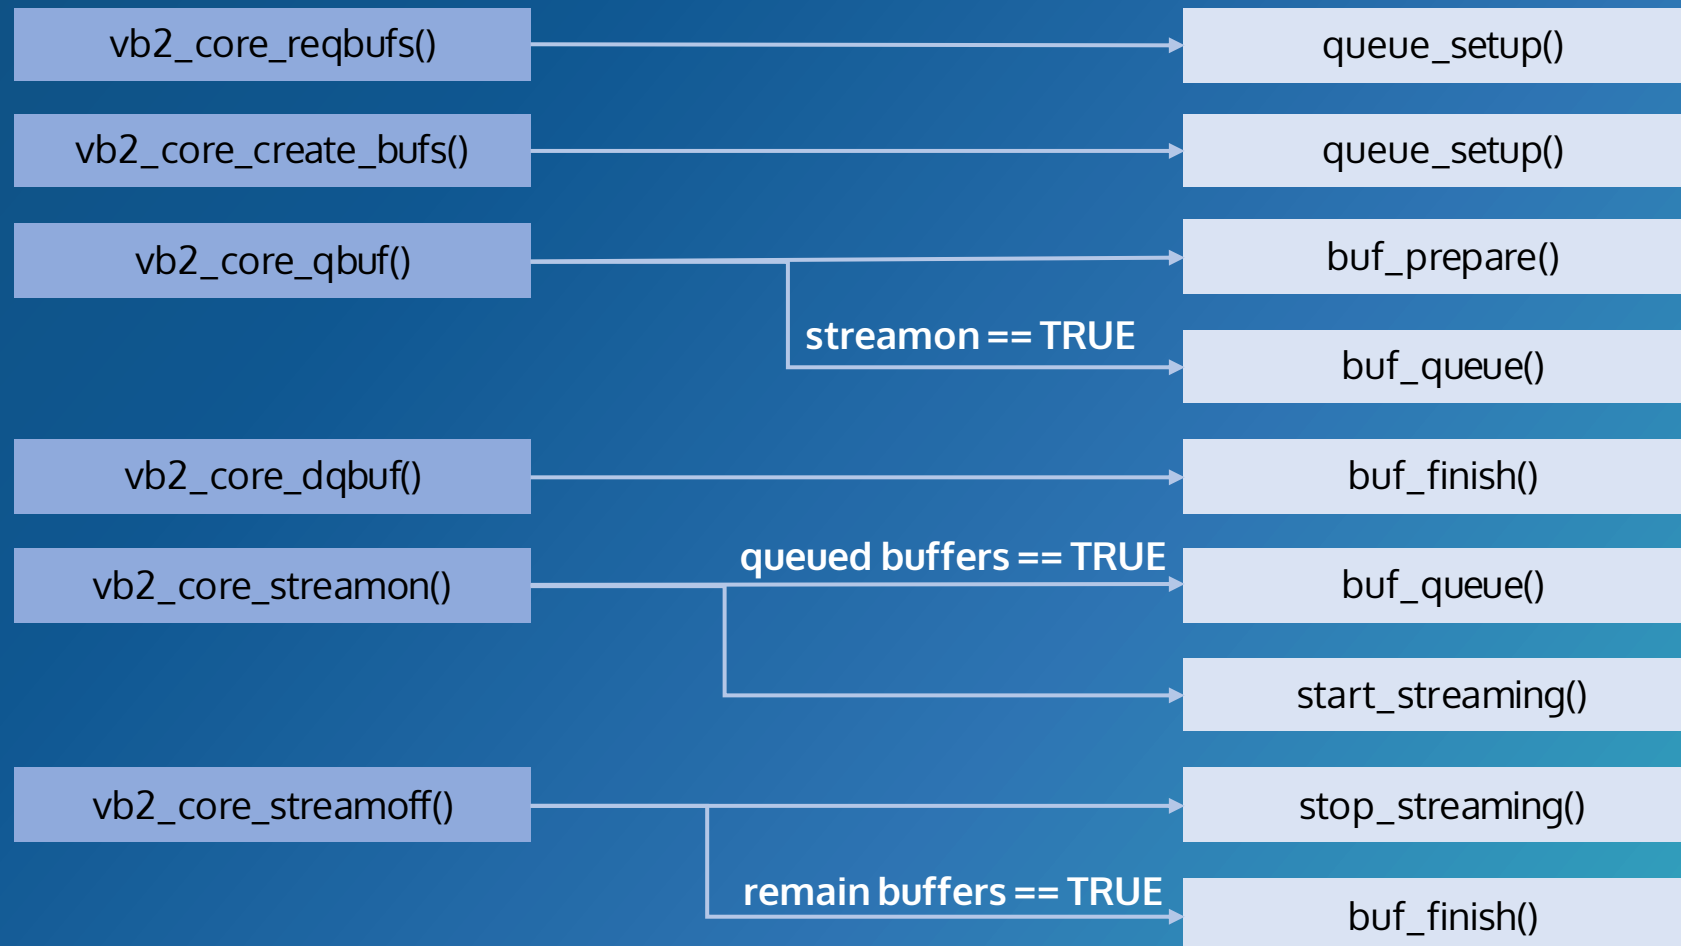 vb2_core_reqbufs()
queue_setup()
vb2_core_create_bufs()
queue_setup()
vb2_core_qbuf()
buf_prepare()
streamon == TRUE
buf_queue()
vb2_core_dqbuf()
buf_finish()
queued buffers == TRUE
vb2_core_streamon()
buf_queue()
start_streaming()
vb2_core_streamoff()
stop_streaming()
remain buffers == TRUE
buf_finish()